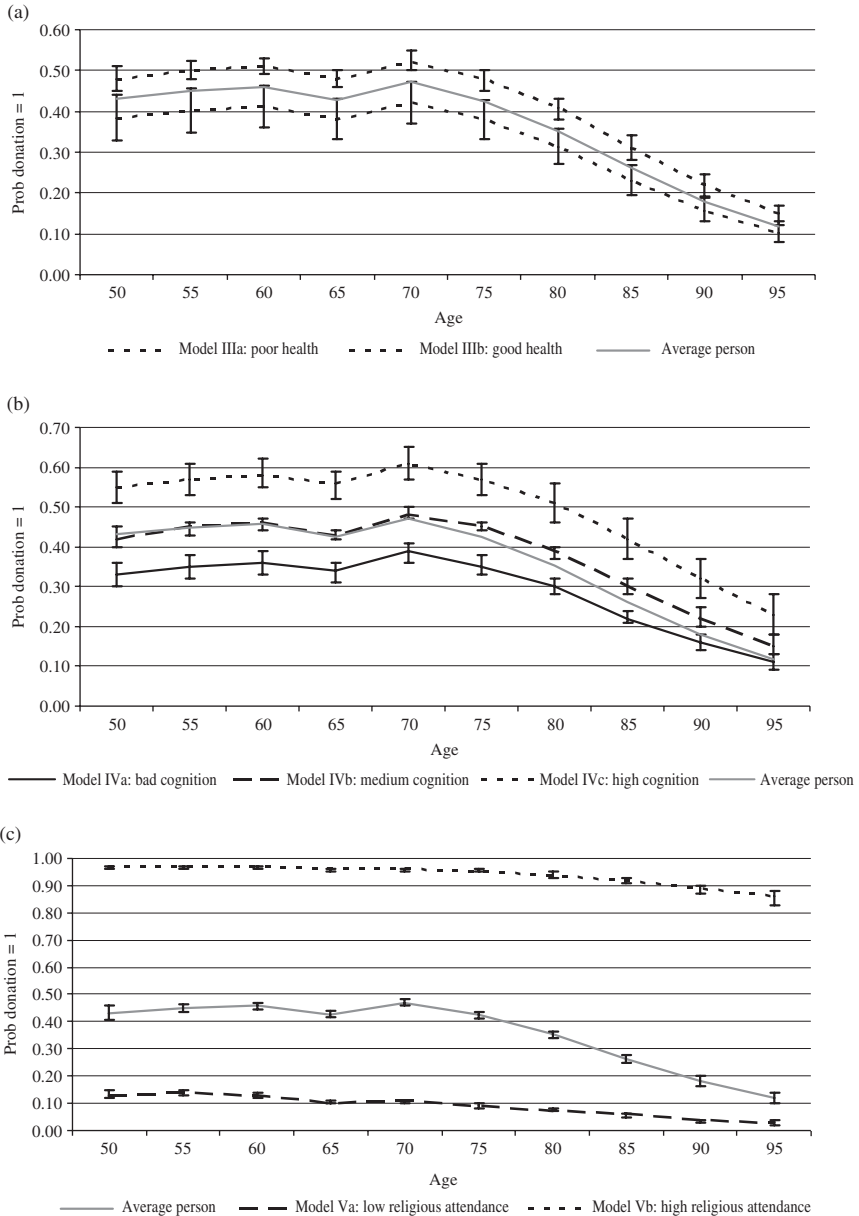 (a)
0.60
0.50
0.40
0.30
0.20
0.10
0.00
Prob donation = 1
50 55 60 65 70 75 80 85 90 95
Age
Model IIIa: poor health Model IIIb: good health Average person
(b)
0.70
0.60
0.50
0.40
0.30
0.20
0.10
0.00
Prob donation = 1
50 55 60 65 70 75 80 85 90 95
Age
Model IVa: bad cognition Model IVb: medium cognition Model IVc: high cognition Average person
(c)
1.00
0.90
0.80
0.70
0.60
0.50
0.40
0.30
0.20
0.10
0.00
Prob donation = 1
50 55 60 65 70 75 80 85 90 95
Age
Average person Model Va: low religious attendance Model Vb: high religious attendance